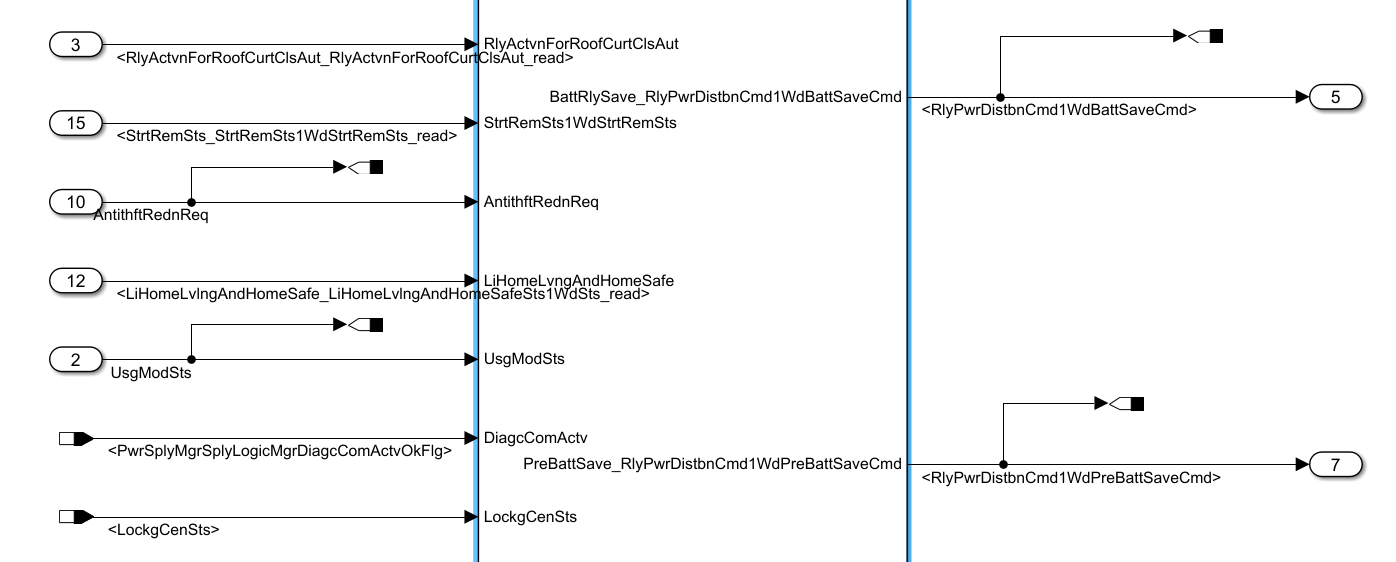 3
RlyActvnForRoofCurtClsAut
<RlyActvnForRoofCurtClsAut_RlyActvnForRoofCurtClsAut_read>
BattRlySave_RlyPwrDistbnCmd1WdBattSaveCmd
5
<RlyPwrDistbnCmd1WdBattSaveCmd>
15
StrtRemSts1WdStrtRemSts
<StrtRemSts_StrtRemSts1WdStrtRemSts_read>
10
AntithftRednReq
AntithftRednReq
12
LiHomeLvngAndHomeSafe
<LiHomeLvlngAndHomeSafe_LiHomeLvlngAndHomeSafeSts1WdSts_read>
2
UsgModSts
UsgModSts
DiagcComActv
<PwrSplyMgrSplyLogicMgrDiagcComActvOkFlg>
PreBattSave_RlyPwrDistbnCmd1WdPreBattSaveCmd
7
<RlyPwrDistbnCmd1WdPreBattSaveCmd>
LockgCenSts
<LockgCenSts>